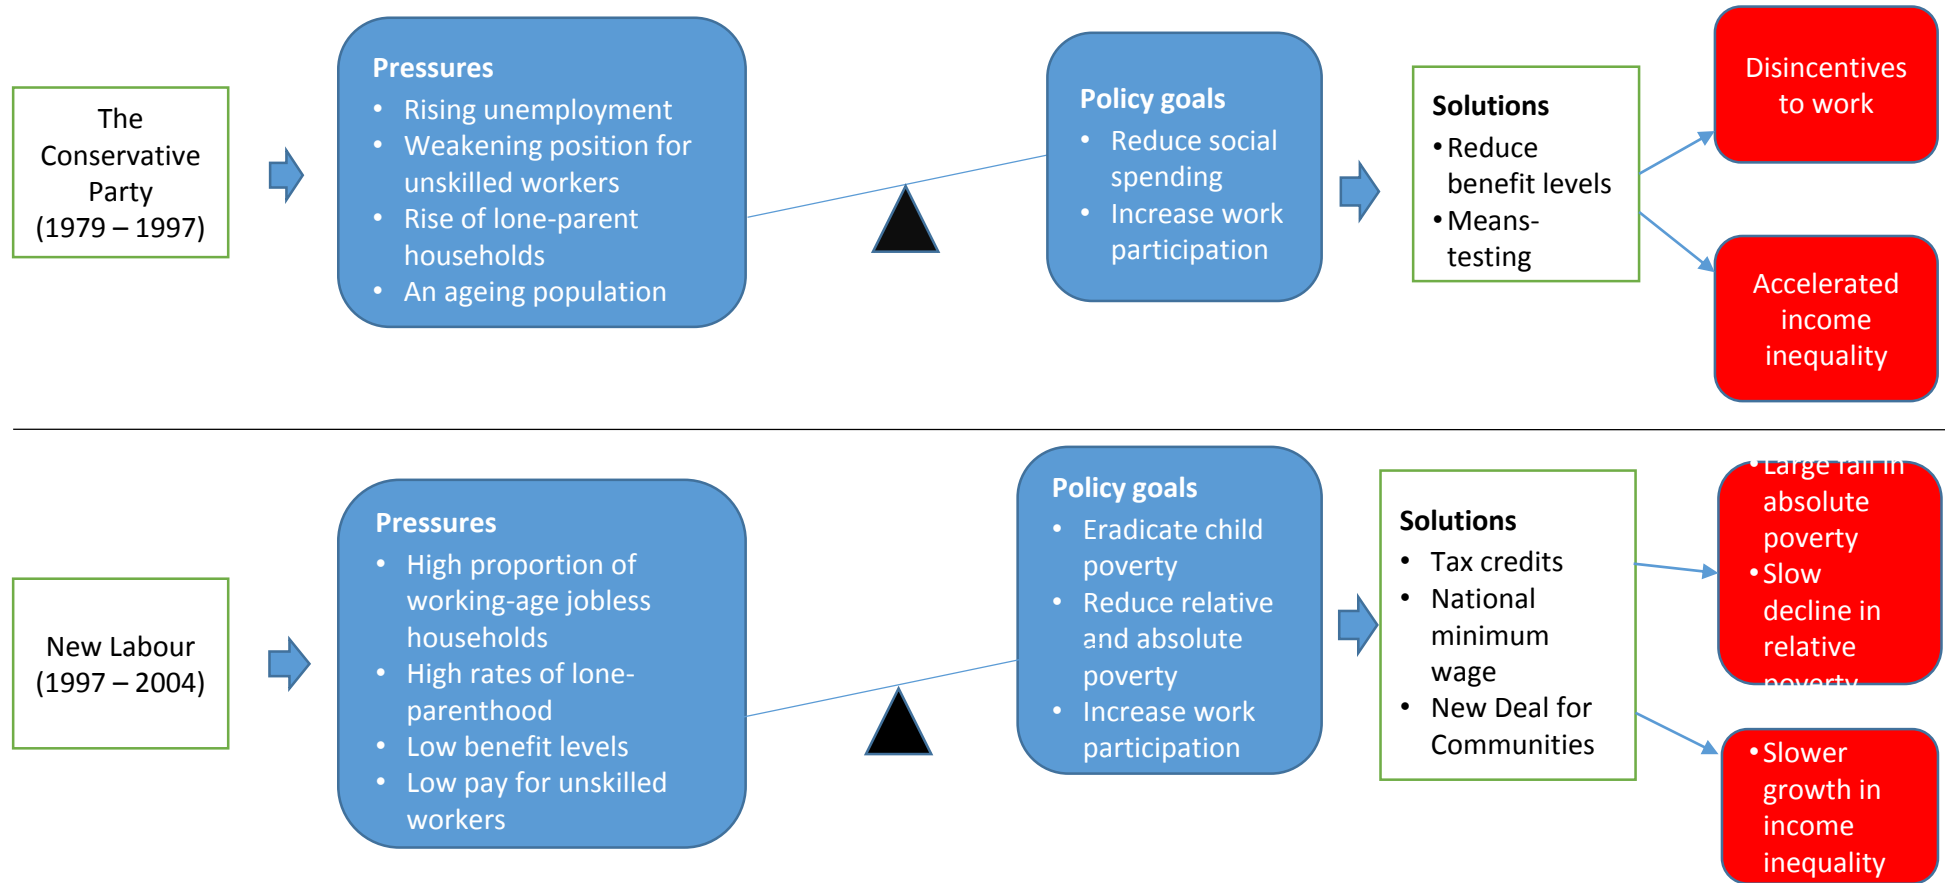 The
Conservative
Party
(1979 – 1997)
Pressures
• Rising unemployment
• Weakening position for
unskilled workers
• Rise of lone-parent
households
• An ageing population
Policy goals
• Reduce social
spending
• Increase work
participation
Solutions
• Reduce
benefit levels
• Means-
testing
Disincentives
to work
Accelerated
income
inequality
New Labour
(1997 – 2004)
Pressures
• High proportion of
working-age jobless
households
• High rates of lone-
parenthood
• Low benefit levels
• Low pay for unskilled
workers
Policy goals
• Eradicate child
poverty
• Reduce relative
and absolute
poverty
• Increase work
participation
Solutions
• Tax credits
• National
minimum
wage
• New Deal for
Communities
• Large fall in
absolute
poverty
• Slow
decline in
relative
poverty
• Slower
growth in
income
inequality